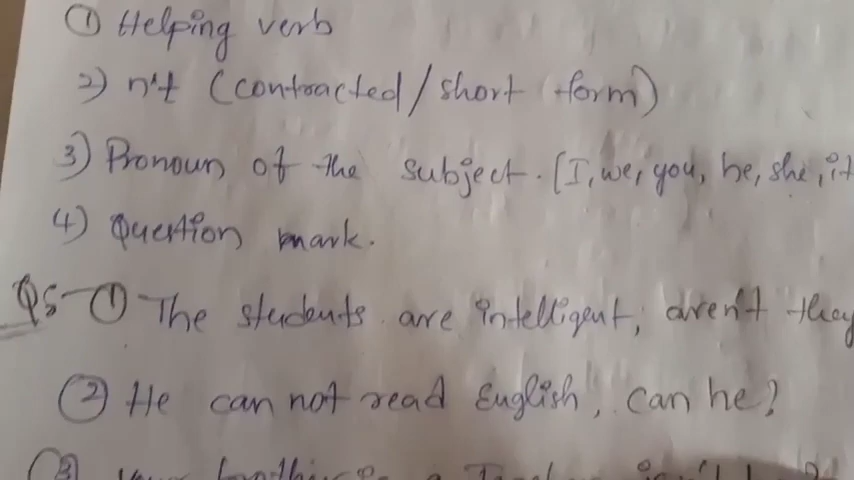 ① Helping verb
2) n't (contracted/short form)
3) Pronoun of the subject. [I, we, you, he, she, it
4) Question mark.
Qs- ① The students are intelligent, aren't they
② He can not read English, can he?
③